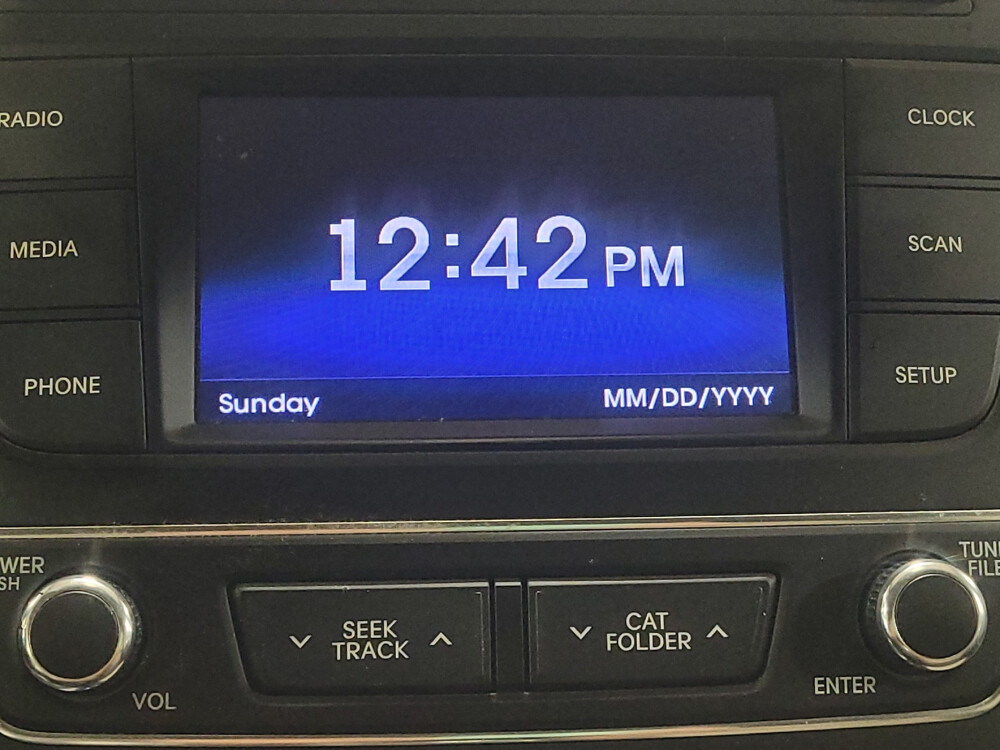 RADIO
CLOCK
MEDIA
12:42 PM
SCAN
PHONE
SETUP
Sunday
MM/DD/YYYY
VOL
SEEK
TRACK
CAT
FOLDER
ENTER